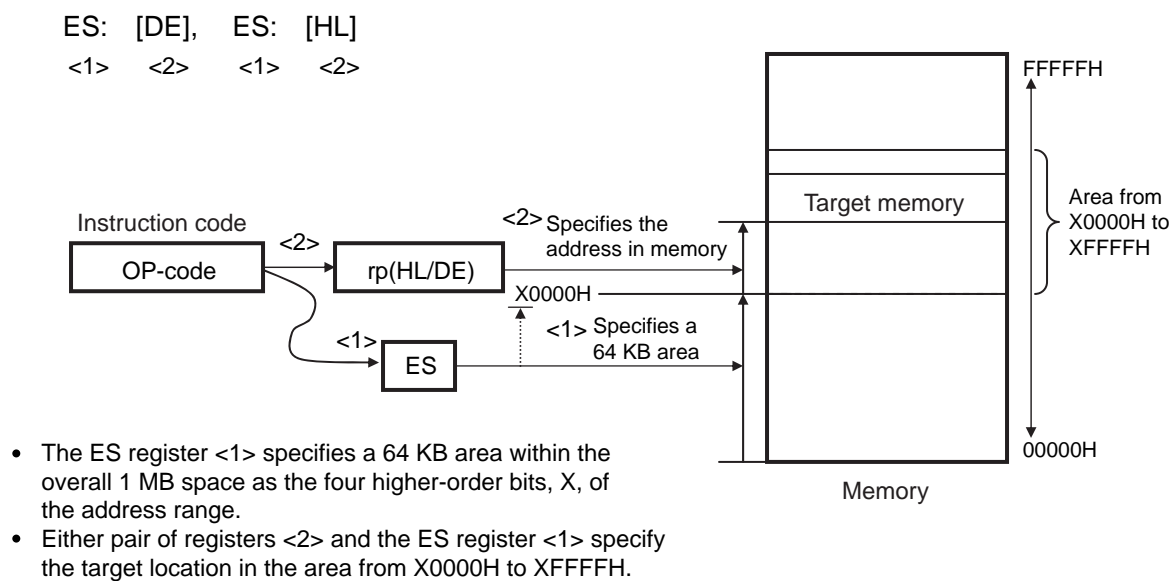 ES: [DE], ES: [HL]
<1> <2> <1> <2>
FFFFFH
Target memory
Area from
X0000H to
XFFFFH
Instruction code
OP-code
<2>
rp(HL/DE)
<2> Specifies the
address in memory
X0000H
<1>
ES
<1> Specifies a
64 KB area
00000H
Memory
• The ES register <1> specifies a 64 KB area within the
overall 1 MB space as the four higher-order bits, X, of
the address range.
• Either pair of registers <2> and the ES register <1> specify
the target location in the area from X0000H to XFFFFH.